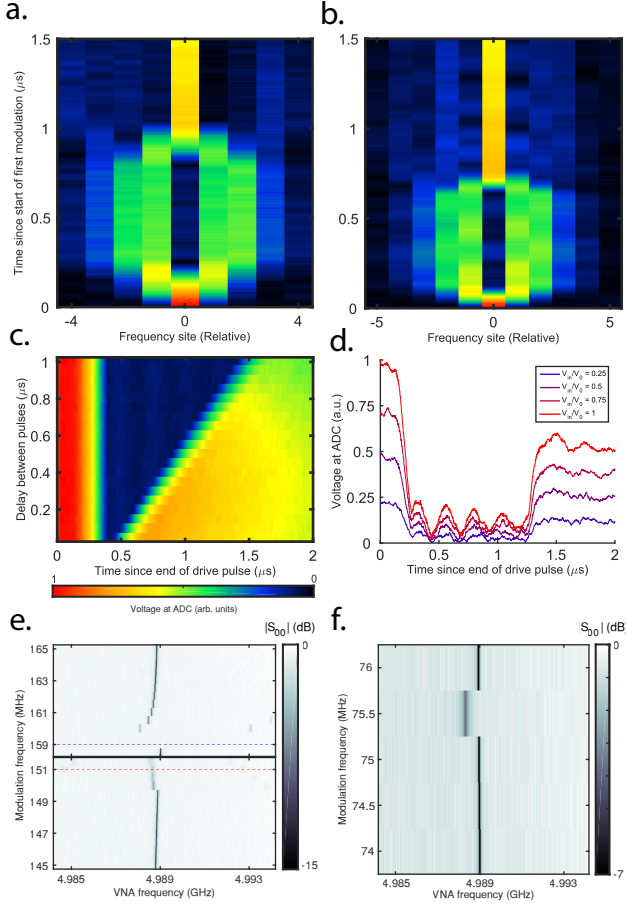 a.
b.
1.5
1
0.5
0
Time since start of first modulation (μs)
-4
0
4
Frequency site (Relative)
1.5
1
0.5
0
-5
0
5
Frequency site (Relative)
c.
d.
1
0.8
0.6
0.4
0.2
Delay between pulses (μs)
0
0.5
1
1.5
2
Time since end of drive pulse (μs)
1
0
Voltage at ADC (arb. units)
1
0.75
0.5
0.25
0
Voltage at ADC (a.u.)
V_in/V_0 = 0.25
V_in/V_0 = 0.5
V_in/V_0 = 0.75
V_in/V_0 = 1
0
0.5
1
1.5
2
Time since end of drive pulse (μs)
e.
f.
|S_00| (dB)
0
-15
165
163
161
159
151
149
147
145
Modulation frequency (MHz)
4.985
4.989
4.993
VNA frequency (GHz)
|S_00| (dB)
0
-7
76
75.5
75
74.5
74
Modulation frequency (MHz)
4.985
4.989
4.993
VNA frequency (GHz)